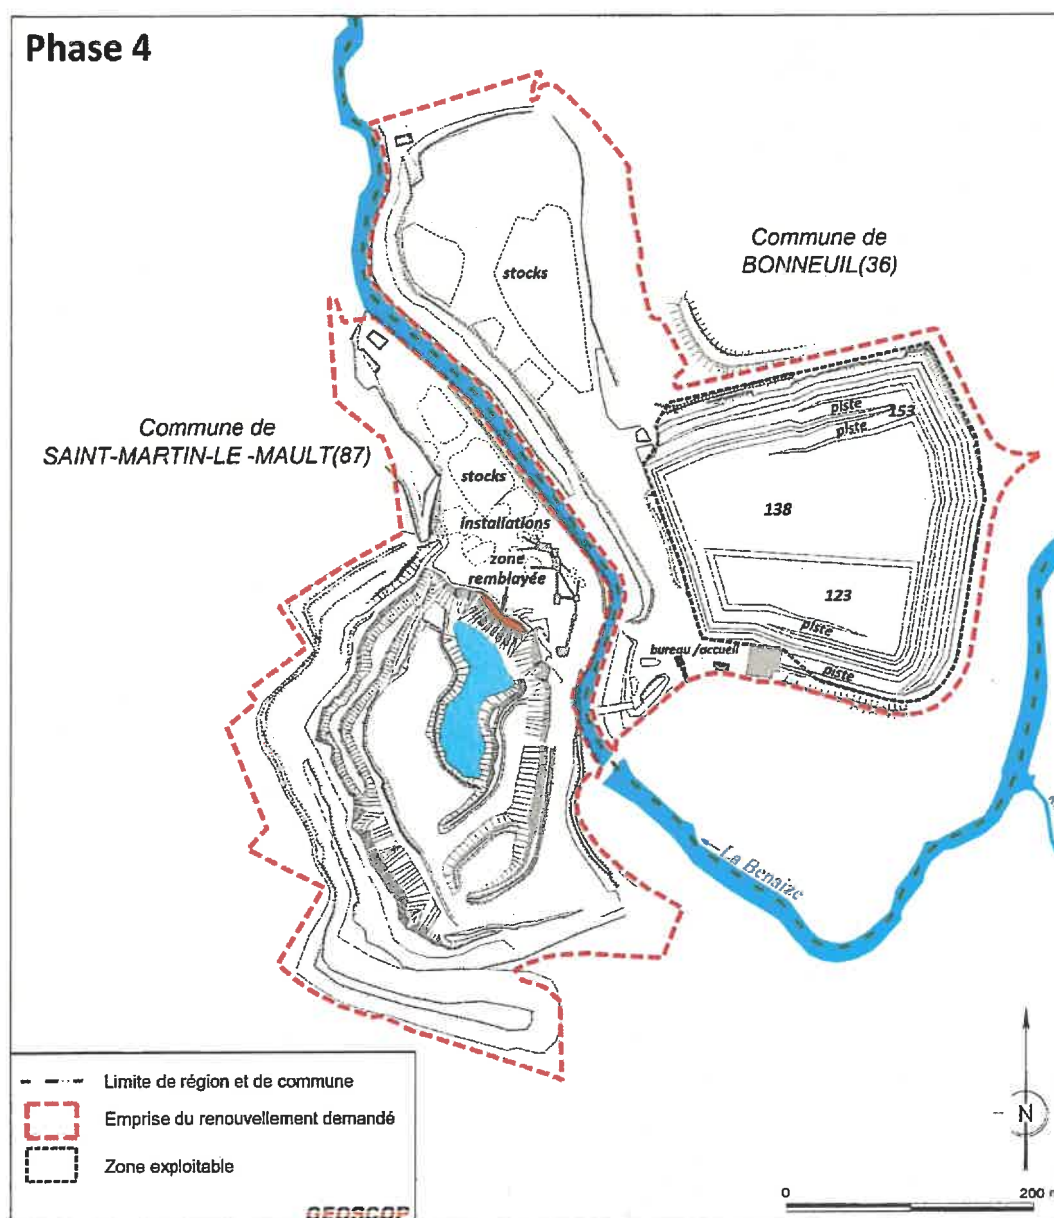 Phase 4
Commune de
BONNEUIL(36)
stocks
Commune de
SAINT-MARTIN-LE -MAULT(87)
piste
153
piste
stocks
138
installations
zone
remblayée
123
piste
bureau /accueil
piste
La Benaize
Limite de région et de commune
Emprise du renouvellement demandé
Zone exploitable
N
0
200 m
GEOSCOP